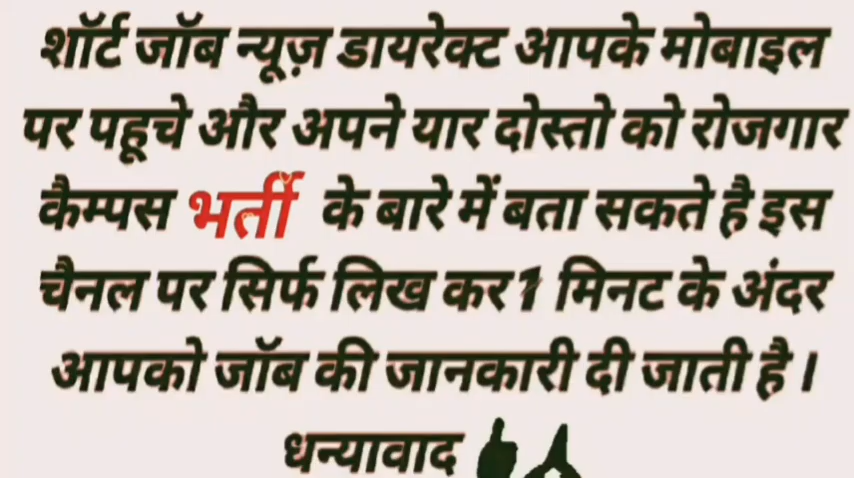 शॉर्ट जॉब न्यूज़ डायरेक्ट आपके मोबाइल
पर पहूचे और अपने यार दोस्तो को रोजगार
कैम्पस भर्ती के बारे में बता सकते है इस
चैनल पर सिर्फ लिख कर 1 मिनट के अंदर
आपको जॉब की जानकारी दी जाती है ।
धन्यावाद